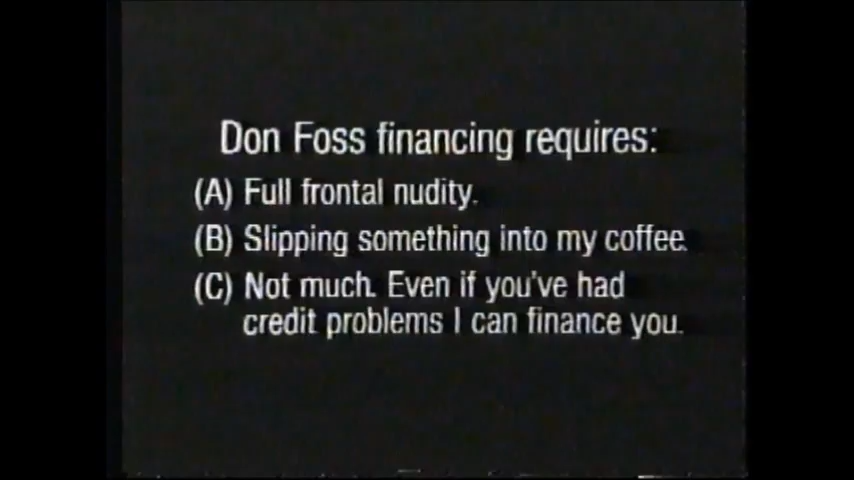 Don Foss financing requires:
(A) Full frontal nudity.
(B) Slipping something into my coffee.
(C) Not much. Even if you've had
credit problems I can finance you.